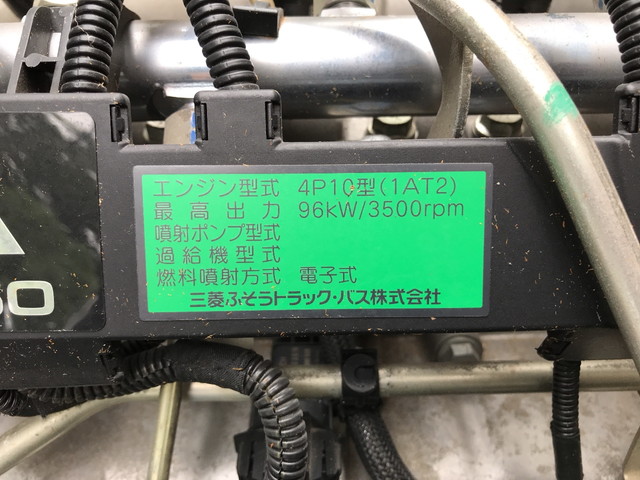 エンジン型式 4P10型(1AT2)
最高出力 96kW/3500rpm
噴射ポンプ型式
過給機型式
燃料噴射方式 電子式
三菱ふそうトラック・バス株式会社